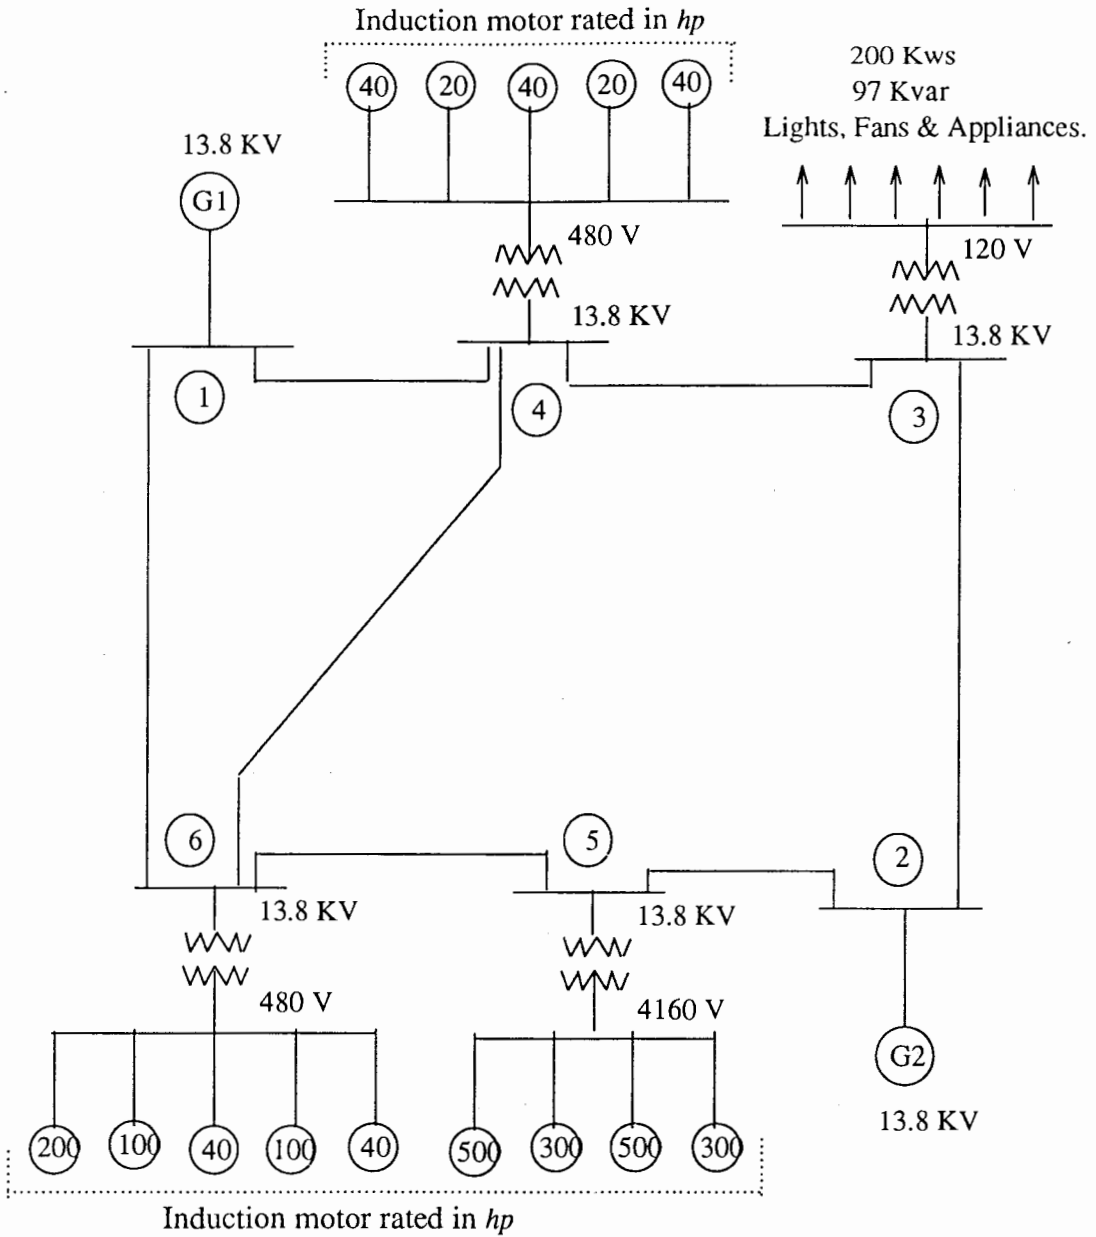 Induction motor rated in hp
40
20
40
20
40
200 Kws
97 Kvar
Lights, Fans & Appliances.
13.8 KV
G1
480 V
120 V
13.8 KV
13.8 KV
1
4
3
6
5
2
13.8 KV
13.8 KV
480 V
4160 V
G2
13.8 KV
200
100
40
100
40
500
300
500
300
Induction motor rated in hp